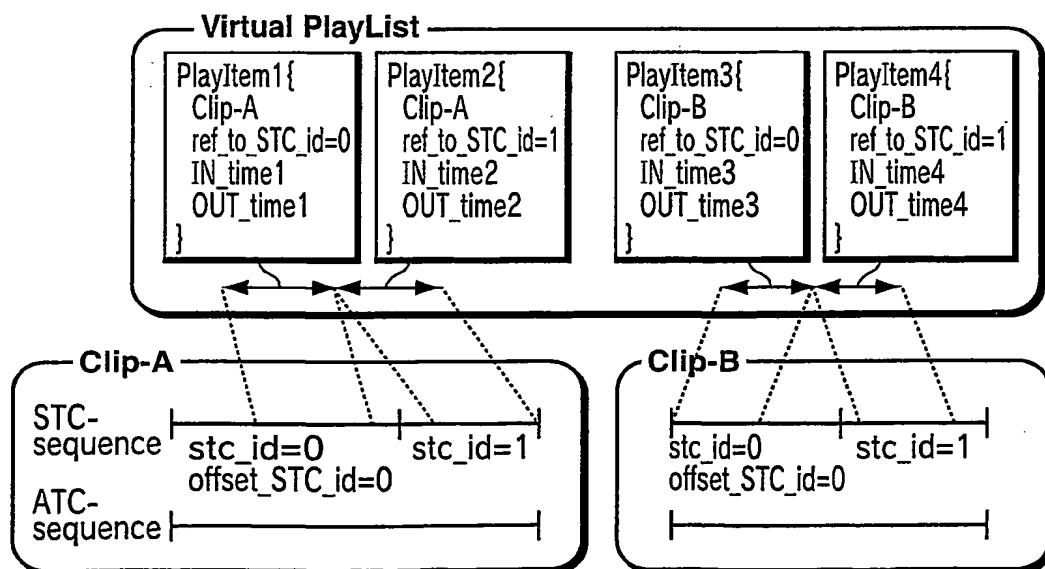 Virtual PlayList
PlayItem1{
Clip-A
ref_to_STC_id=0
IN_time1
OUT_time1
}
PlayItem2{
Clip-A
ref_to_STC_id=1
IN_time2
OUT_time2
}
PlayItem3{
Clip-B
ref_to_STC_id=0
IN_time3
OUT_time3
}
PlayItem4{
Clip-B
ref_to_STC_id=1
IN_time4
OUT_time4
}
Clip-A
STC-
sequence
stc_id=0
offset_STC_id=0
stc_id=1
ATC-
sequence
Clip-B
stc_id=0
offset_STC_id=0
stc_id=1